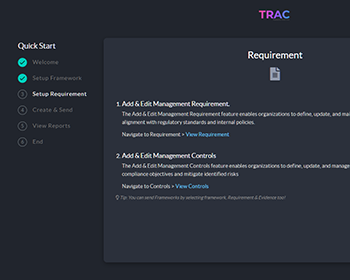 TRAC
Quick Start
Welcome
Setup Framework
3 Setup Requirement
4 Create & Send
5 View Reports
6 End
Requirement
1. Add & Edit Management Requirement.
The Add & Edit Management Requirement feature enables organizations to define, update, and
alignment with regulatory standards and internal policies.
Navigate to Requirement > View Requirement
2. Add & Edit Management Controls
The Add & Edit Management Controls feature enables organizations to define, update, and
compliance objectives and mitigate identified risks
Navigate to Controls > View Controls
Tip: You can send Frameworks by selecting framework, Requirement & Evidence too!